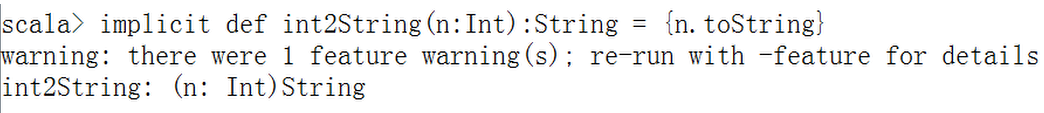 scala> implicit def int2String(n:Int):String = {n.toString}
warning: there were 1 feature warning(s); re-run with -feature for details
int2String: (n: Int)String